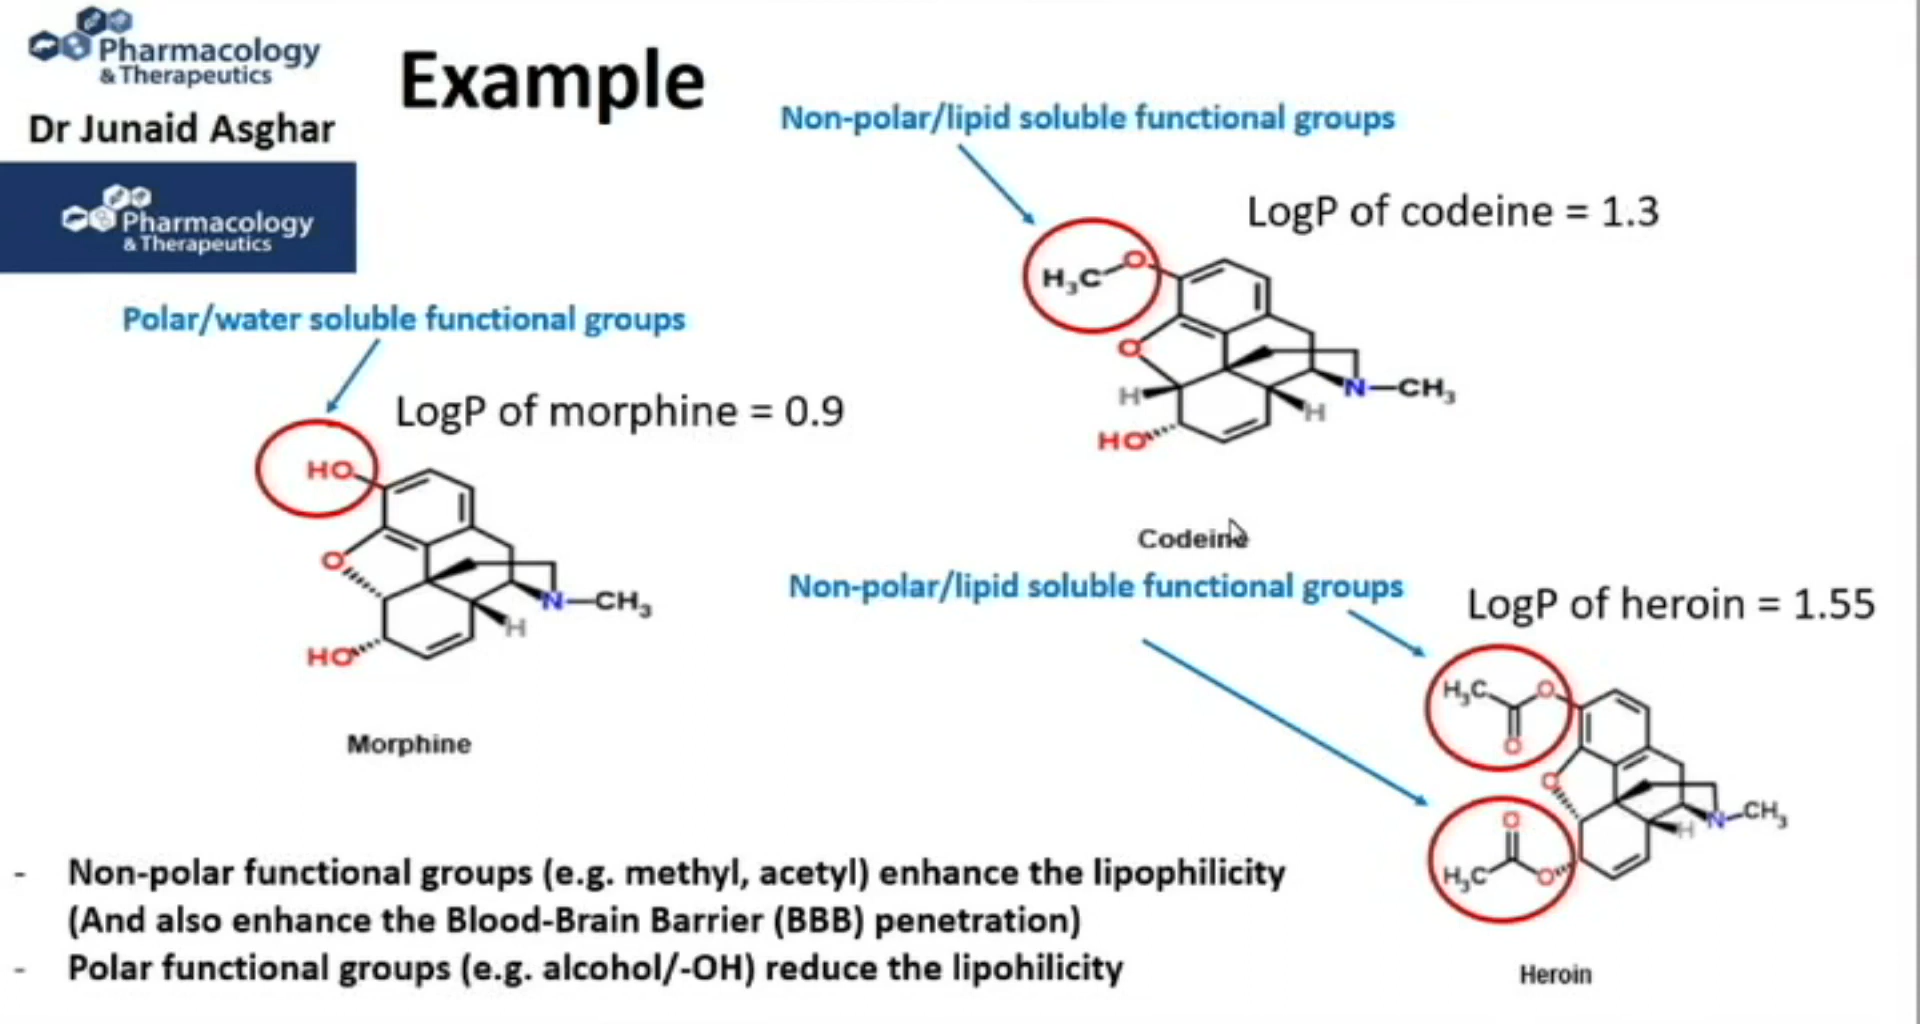 Pharmacology
& Therapeutics
Dr Junaid Asghar
Pharmacology
& Therapeutics
Example
Non-polar/lipid soluble functional groups
LogP of codeine = 1.3
H₃C
O
O
H
HO
H
N
CH₃
Codeine
Polar/water soluble functional groups
LogP of morphine = 0.9
HO
O
HO
H
N
CH₃
Morphine
Non-polar/lipid soluble functional groups
LogP of heroin = 1.55
H₃C
O
O
O
O
H₃C
O
H
N
CH₃
Heroin
- Non-polar functional groups (e.g. methyl, acetyl) enhance the lipophilicity
(And also enhance the Blood-Brain Barrier (BBB) penetration)
- Polar functional groups (e.g. alcohol/-OH) reduce the lipohilicity